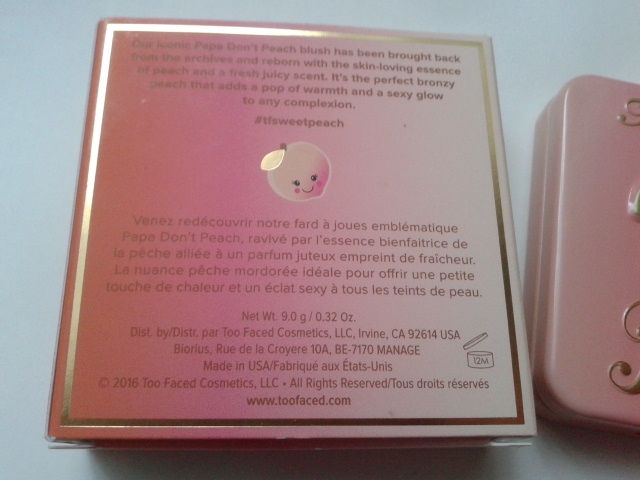 Our iconic Papa Don't Peach blush has been brought back
from the archives and reborn with the skin-loving essence
of peach and a fresh juicy scent. It's the perfect bronzy
peach that adds a pop of warmth and a sexy glow
to any complexion.
#tfsweetpeach
Venez redécouvrir notre fard à joues emblématique
Papa Don't Peach, ravivé par l'essence bienfaitrice de
la pêche alliée à un parfum juteux empreint de fraîcheur.
La nuance pêche mordorée idéale pour offrir une petite
touche de chaleur et un éclat sexy à tous les teints de peau.
Net Wt. 9.0 g / 0.32 Oz.
Dist. by/Distr. par Too Faced Cosmetics, LLC, Irvine, CA 92614 USA
Biorius, Rue de la Croyere 10A, BE-7170 MANAGE
12M
Made in USA/Fabriqué aux États-Unis
© 2016 Too Faced Cosmetics, LLC • All Rights Reserved/Tous droits réservés
www.toofaced.com